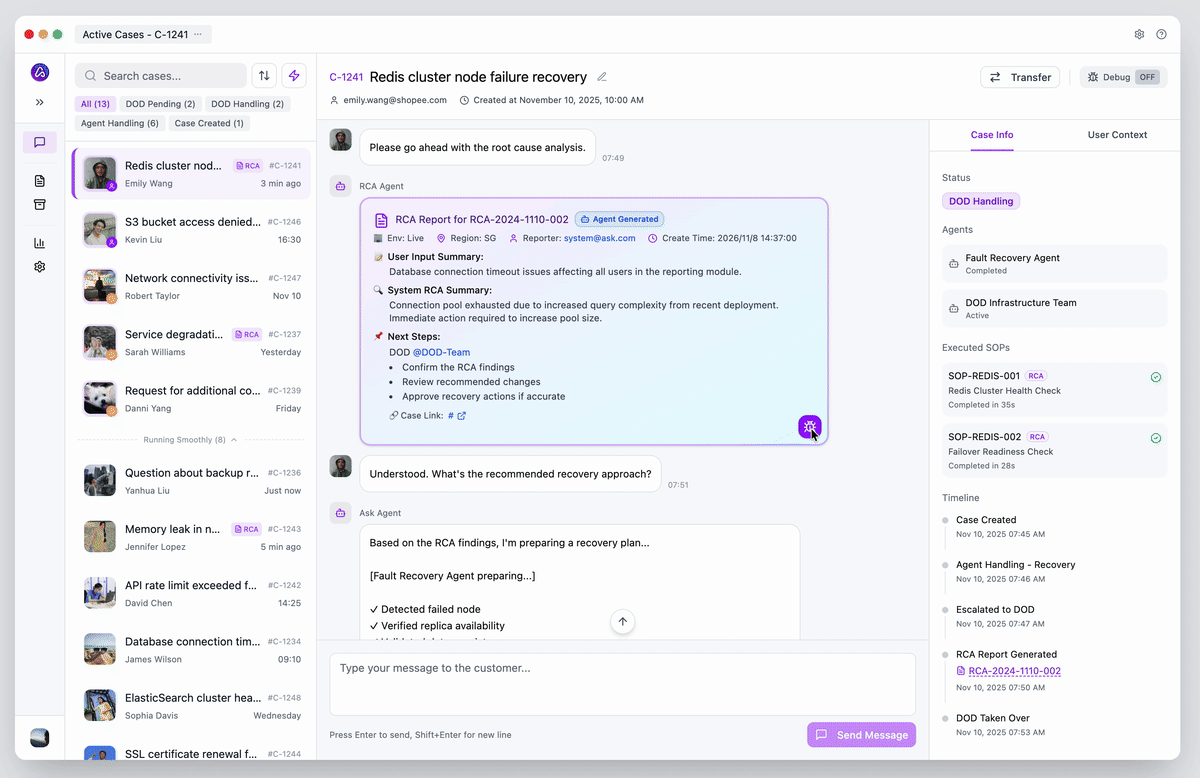 Active Cases - C-1241 ···
Search cases...
All (13)
DOD Pending (2)
DOD Handling (2)
Agent Handling (6)
Case Created (1)
Redis cluster nod...
RCA
#C-1241
Emily Wang
3 min ago
S3 bucket access denied...
#C-1246
Kevin Liu
16:30
Network connectivity iss...
#C-1247
Robert Taylor
Nov 10
Service degradati...
RCA
#C-1237
Sarah Williams
Yesterday
Request for additional co...
#C-1239
Danni Yang
Friday
Running Smoothly (8)
Question about backup r...
#C-1236
Yanhua Liu
Just now
Memory leak in n...
RCA
#C-1243
Jennifer Lopez
5 min ago
API rate limit exceeded f...
#C-1242
David Chen
14:25
Database connection tim...
#C-1234
James Wilson
09:10
ElasticSearch cluster hea...
#C-1248
Sophia Davis
Wednesday
SSL certificate renewal f...
#C-1244
C-1241 Redis cluster node failure recovery
emily.wang@shopee.com
Created at November 10, 2025, 10:00 AM
Transfer
Debug
OFF
Please go ahead with the root cause analysis.
07:49
RCA Agent
RCA Report for RCA-2024-1110-002
Agent Generated
Env: Live
Region: SG
Reporter: system@ask.com
Create Time: 2026/11/8 14:37:00
User Input Summary:
Database connection timeout issues affecting all users in the reporting module.
System RCA Summary:
Connection pool exhausted due to increased query complexity from recent deployment.
Immediate action required to increase pool size.
Next Steps:
DOD @DOD-Team
• Confirm the RCA findings
• Review recommended changes
• Approve recovery actions if accurate
Case Link: #
Understood. What's the recommended recovery approach?
07:51
Ask Agent
Based on the RCA findings, I'm preparing a recovery plan...
[Fault Recovery Agent preparing...]
✓ Detected failed node
✓ Verified replica availability
Type your message to the customer...
Press Enter to send, Shift+Enter for new line
Send Message
Case Info
User Context
Status
DOD Handling
Agents
Fault Recovery Agent
Completed
DOD Infrastructure Team
Active
Executed SOPs
SOP-REDIS-001
RCA
Redis Cluster Health Check
Completed in 35s
SOP-REDIS-002
RCA
Failover Readiness Check
Completed in 28s
Timeline
Case Created
Nov 10, 2025 07:45 AM
Agent Handling - Recovery
Nov 10, 2025 07:46 AM
Escalated to DOD
Nov 10, 2025 07:47 AM
RCA Report Generated
RCA-2024-1110-002
Nov 10, 2025 07:50 AM
DOD Taken Over
Nov 10, 2025 07:53 AM